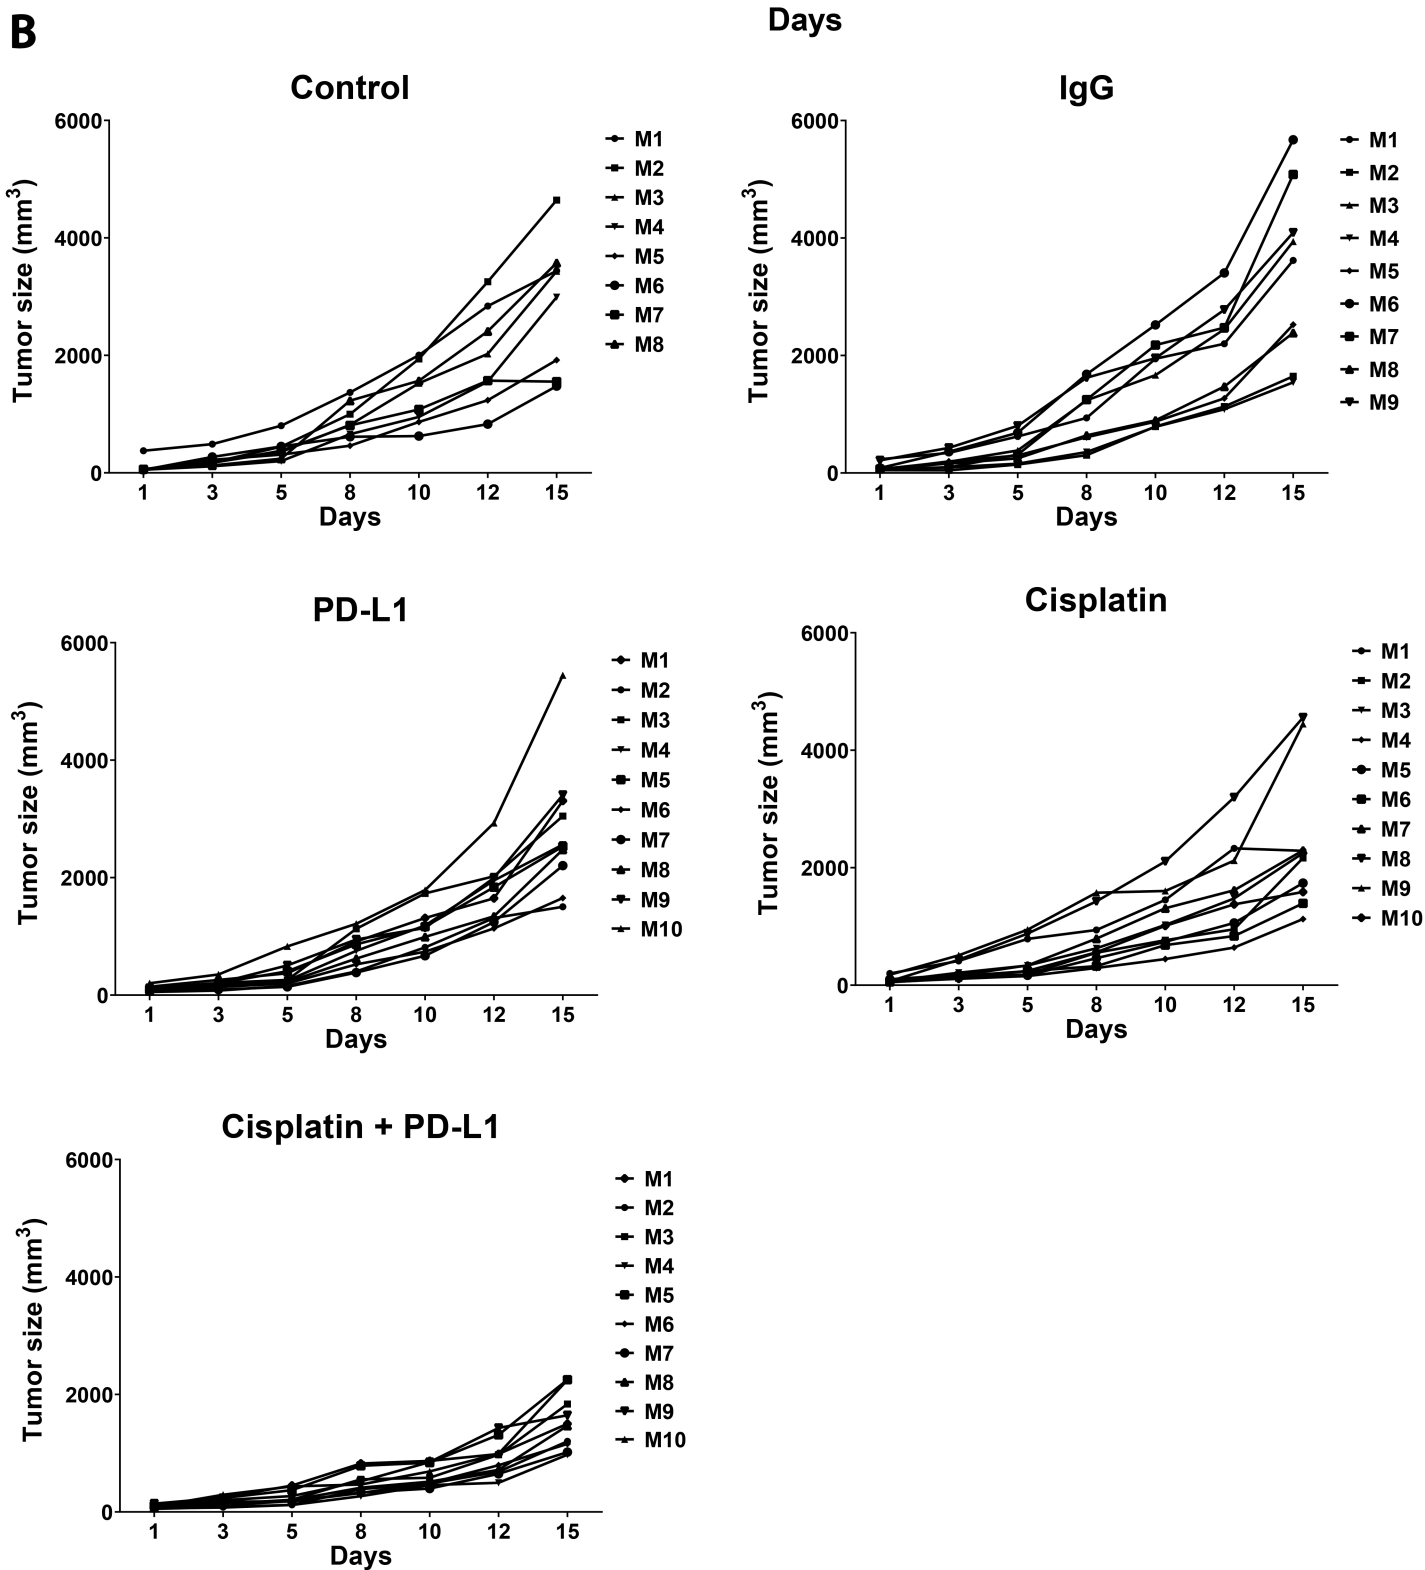 B
Days
Control
6000
4000
2000
0
Tumor size (mm³)
1 3 5 8 10 12 15
Days
M1
M2
M3
M4
M5
M6
M7
M8
IgG
6000
4000
2000
0
Tumor size (mm³)
1 3 5 8 10 12 15
Days
M1
M2
M3
M4
M5
M6
M7
M8
M9
PD-L1
6000
4000
2000
0
Tumor size (mm³)
1 3 5 8 10 12 15
Days
M1
M2
M3
M4
M5
M6
M7
M8
M9
M10
Cisplatin
6000
4000
2000
0
Tumor size (mm³)
1 3 5 8 10 12 15
Days
M1
M2
M3
M4
M5
M6
M7
M8
M9
M10
Cisplatin + PD-L1
6000
4000
2000
0
Tumor size (mm³)
1 3 5 8 10 12 15
Days
M1
M2
M3
M4
M5
M6
M7
M8
M9
M10